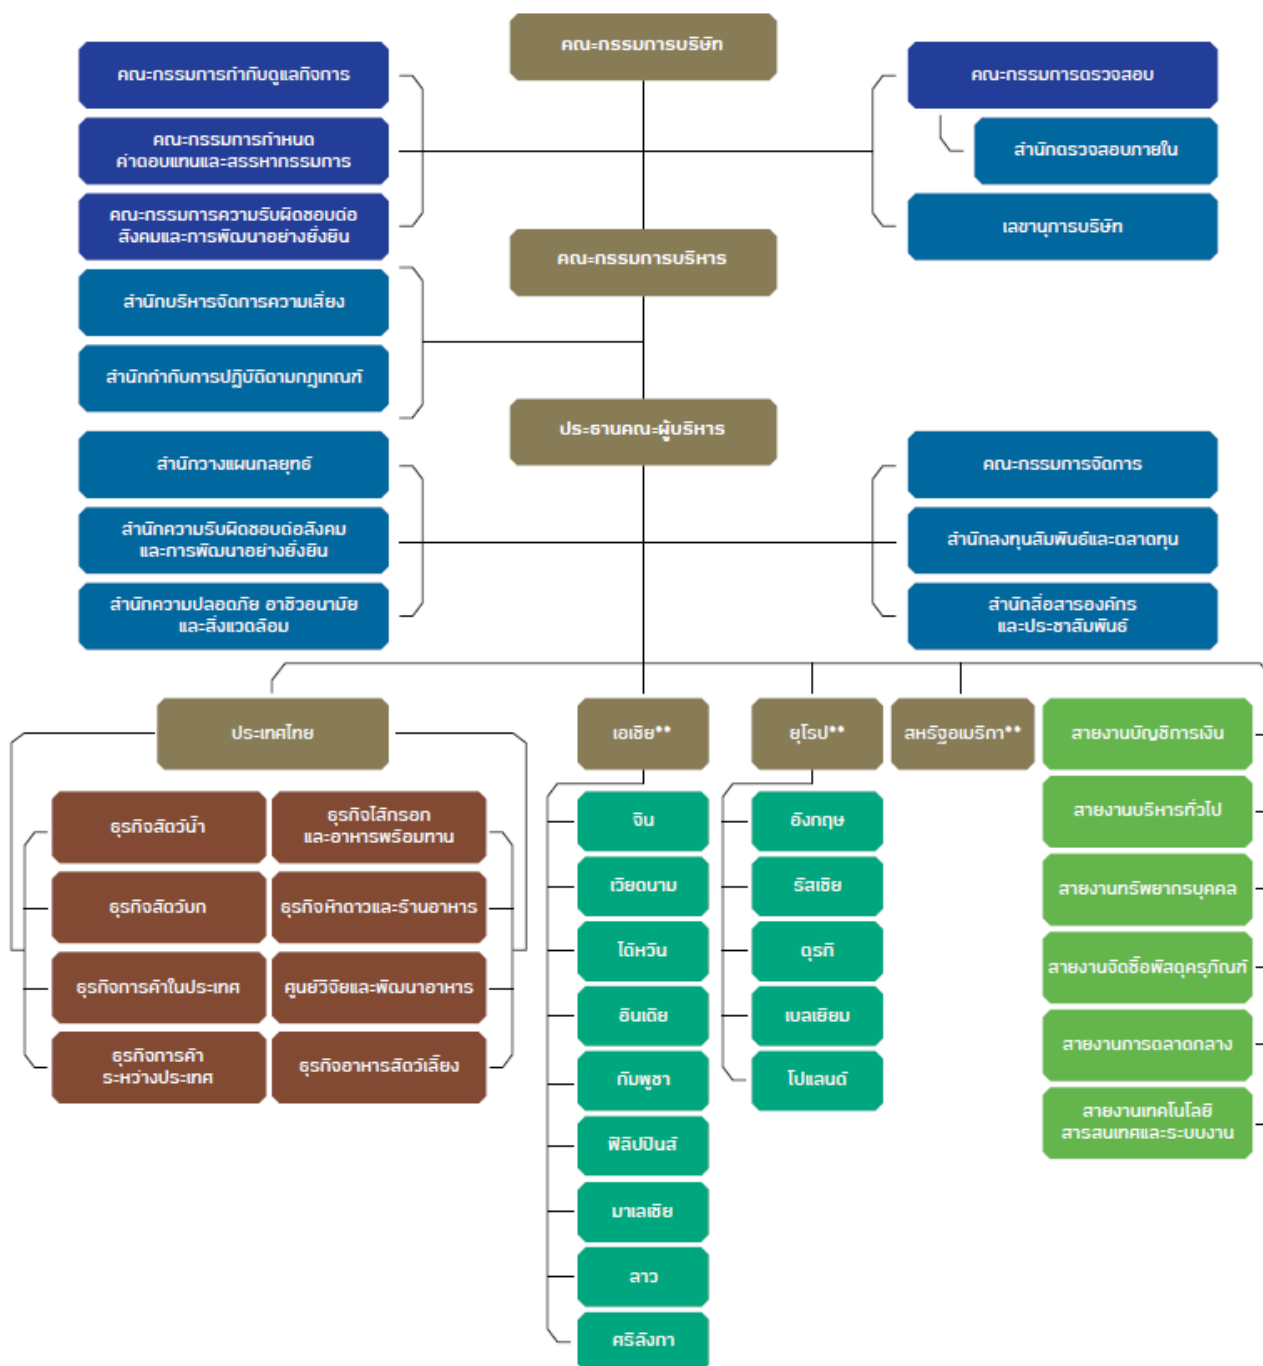 คณะกรรมการบริษัท
คณะกรรมการกำกับดูแลกิจการ
คณะกรรมการกำหนด
ค่าตอบแทนและสรรหากรรมการ
คณะกรรมการความรับผิดชอบต่อ
สังคมและการพัฒนาอย่างยั่งยืน
คณะกรรมการตรวจสอบ
สำนักตรวจสอบภายใน
เลขานุการบริษัท
คณะกรรมการบริหาร
สำนักบริหารจัดการความเสี่ยง
สำนักกำกับการปฏิบัติตามกฎเกณฑ์
ประธานคณะผู้บริหาร
สำนักวางแผนกลยุทธ์
สำนักความรับผิดชอบต่อสังคม
และการพัฒนาอย่างยั่งยืน
สำนักความปลอดภัย อาชีวอนามัย
และสิ่งแวดล้อม
คณะกรรมการจัดการ
สำนักลงทุนสัมพันธ์และตลาดทุน
สำนักสื่อสารองค์กร
และประชาสัมพันธ์
ประเทศไทย
ธุรกิจสัตว์น้ำ
ธุรกิจสัตว์บก
ธุรกิจการค้าในประเทศ
ธุรกิจการค้า
ระหว่างประเทศ
ธุรกิจไส้กรอก
และอาหารพร้อมทาน
ธุรกิจห้าดาวและร้านอาหาร
ศูนย์วิจัยและพัฒนาอาหาร
ธุรกิจอาหารสัตว์เลี้ยง
เอเชีย**
จีน
เวียดนาม
ไต้หวัน
อินเดีย
กัมพูชา
ฟิลิปปินส์
มาเลเซีย
ลาว
ศรีลังกา
ยุโรป**
อังกฤษ
รัสเซีย
ตุรกี
เบลเยียม
โปแลนด์
สหรัฐอเมริกา**
สายงานบัญชีการเงิน
สายงานบริหารทั่วไป
สายงานทรัพยากรบุคคล
สายงานจัดซื้อพัสดุครุภัณฑ์
สายงานการตลาดกลาง
สายงานเทคโนโลยี
สารสนเทศและระบบงาน